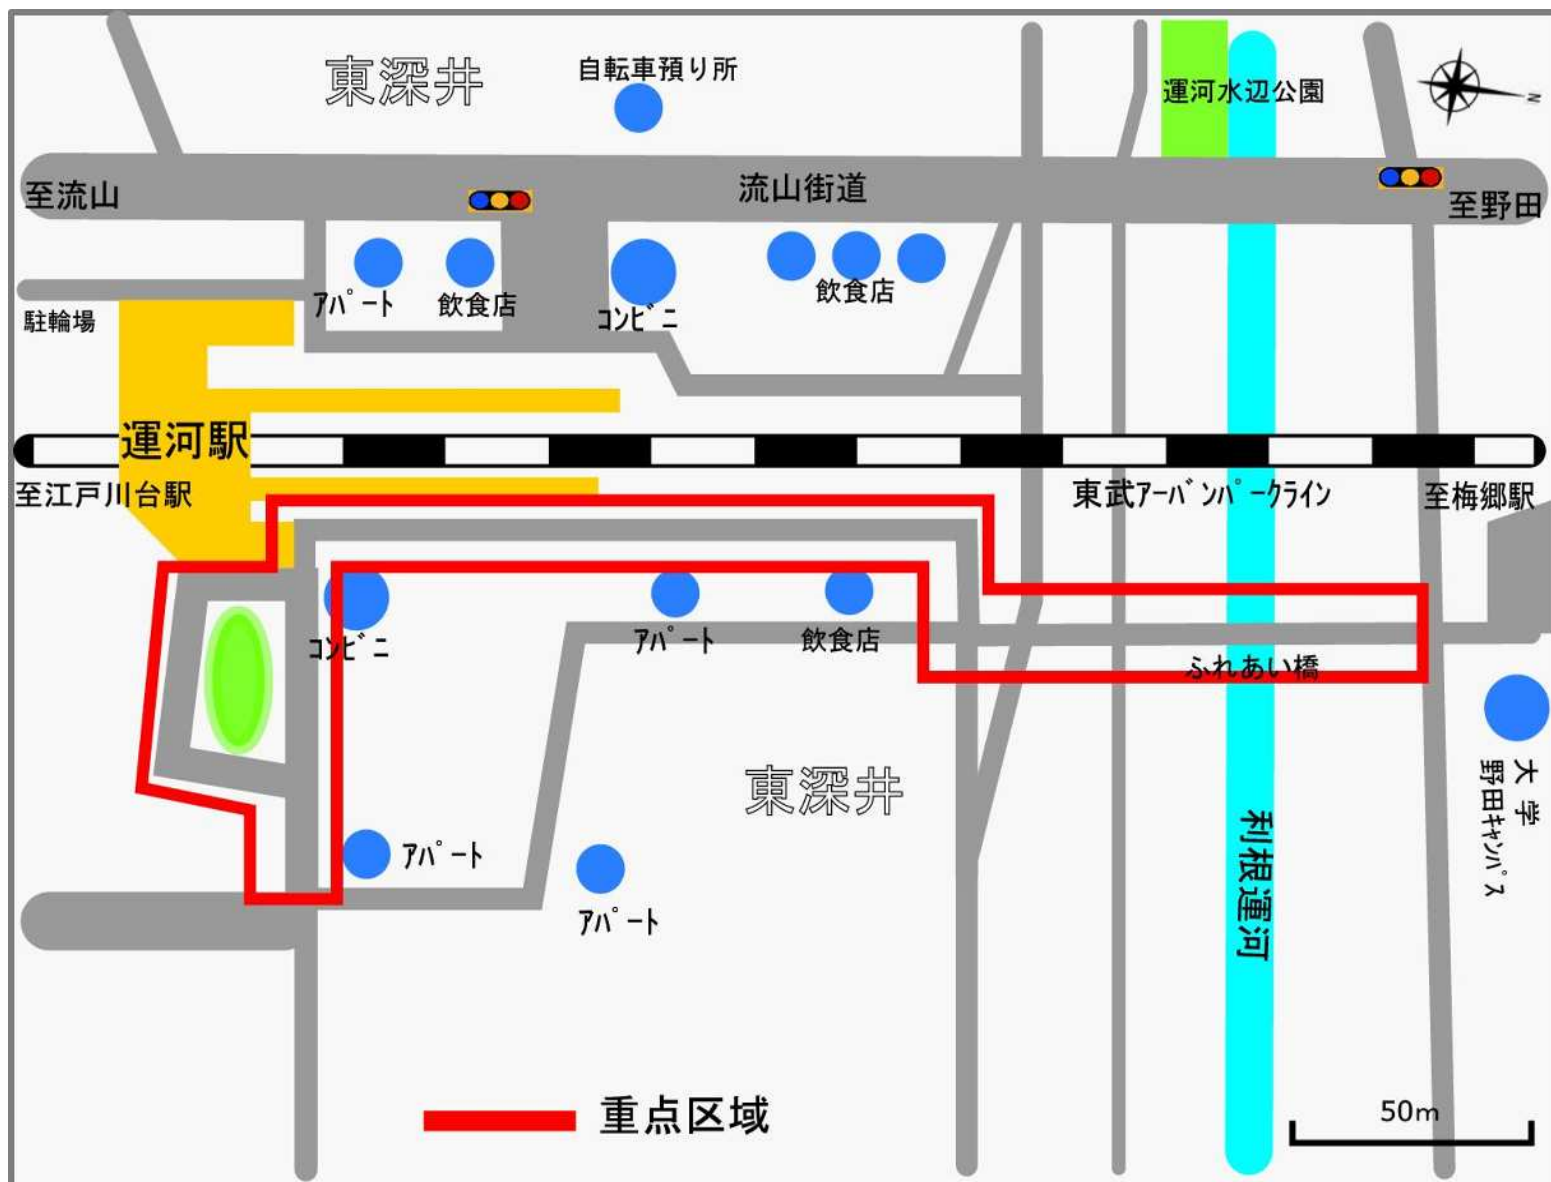 東深井
自転車預り所
運河水辺公園
N
至流山
流山街道
至野田
アパート
飲食店
コンビニ
飲食店
駐輪場
運河駅
至江戸川台駅
東武アーバンパークライン
至梅郷駅
コンビニ
アパート
飲食店
ふれあい橋
東深井
大学
野田キャンパス
アパート
アパート
利根運河
重点区域
50m